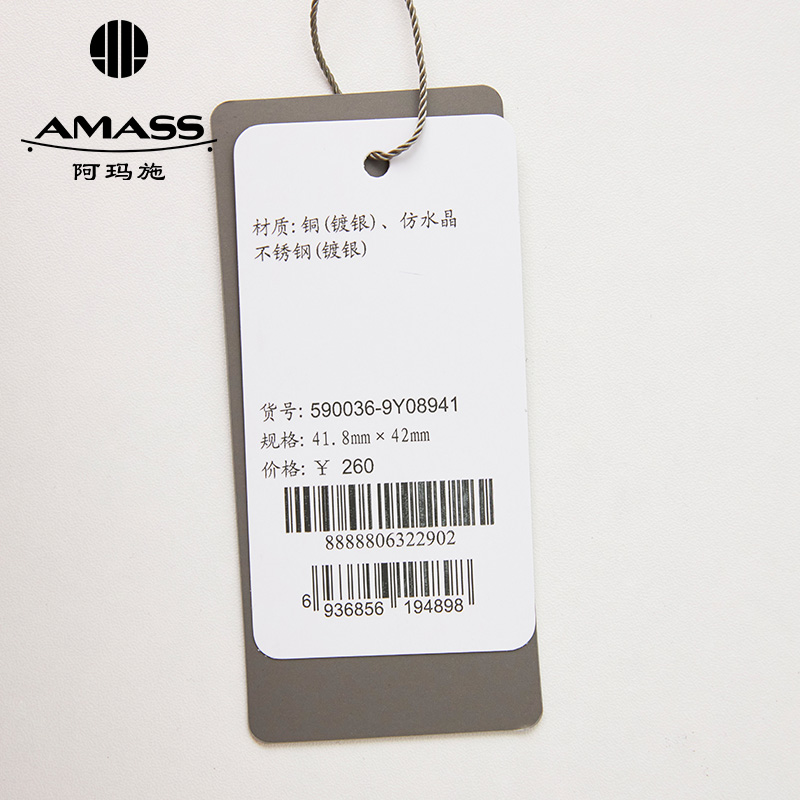 AMASS
阿玛施
材质: 铜(镀银)、仿水晶
不锈钢(镀银)
货号: 590036-9Y08941
规格: 41.8mm×42mm
价格: ¥ 260
8888806322902
6 936856 194898